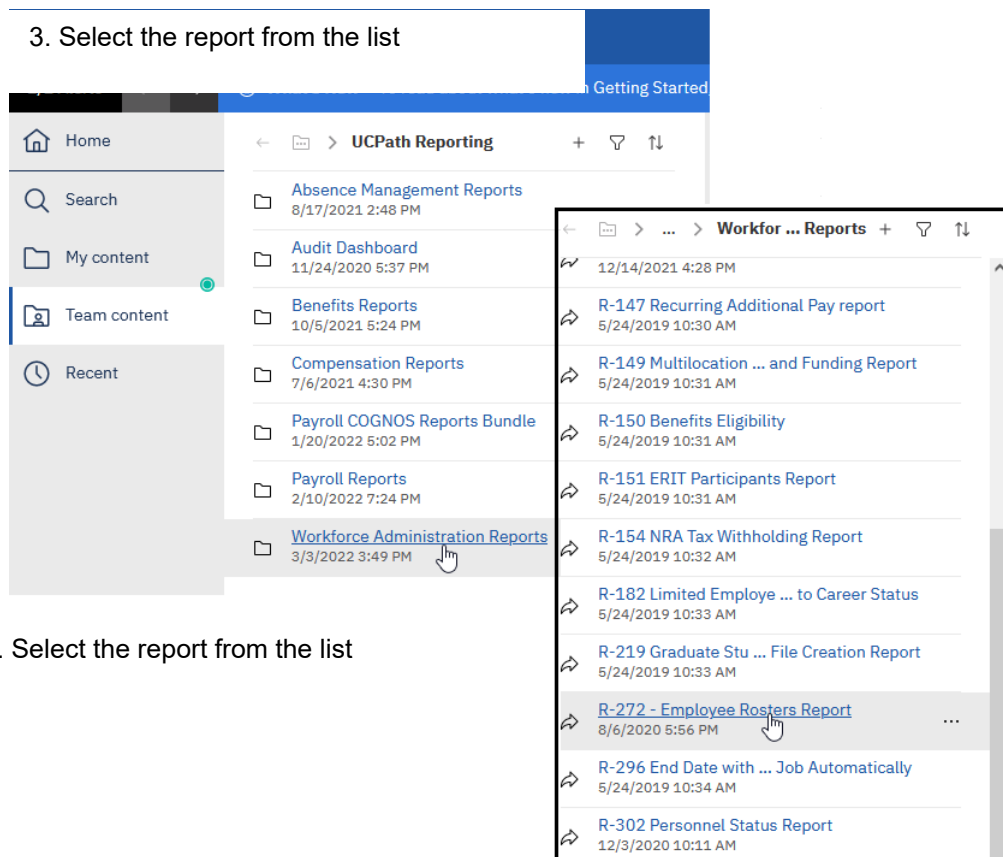 3. Select the report from the list
Getting Started,
Home
Search
My content
Team content
Recent
UCPath Reporting
Absence Management Reports
8/17/2021 2:48 PM
Audit Dashboard
11/24/2020 5:37 PM
Benefits Reports
10/5/2021 5:24 PM
Compensation Reports
7/6/2021 4:30 PM
Payroll COGNOS Reports Bundle
1/20/2022 5:02 PM
Payroll Reports
2/10/2022 7:24 PM
Workforce Administration Reports
3/3/2022 3:49 PM
. Select the report from the list
... Workfor ... Reports
12/14/2021 4:28 PM
R-147 Recurring Additional Pay report
5/24/2019 10:30 AM
R-149 Multilocation ... and Funding Report
5/24/2019 10:31 AM
R-150 Benefits Eligibility
5/24/2019 10:31 AM
R-151 ERIT Participants Report
5/24/2019 10:31 AM
R-154 NRA Tax Withholding Report
5/24/2019 10:32 AM
R-182 Limited Employe ... to Career Status
5/24/2019 10:33 AM
R-219 Graduate Stu ... File Creation Report
5/24/2019 10:33 AM
R-272 - Employee Rosters Report
8/6/2020 5:56 PM
R-296 End Date with ... Job Automatically
5/24/2019 10:34 AM
R-302 Personnel Status Report
12/3/2020 10:11 AM